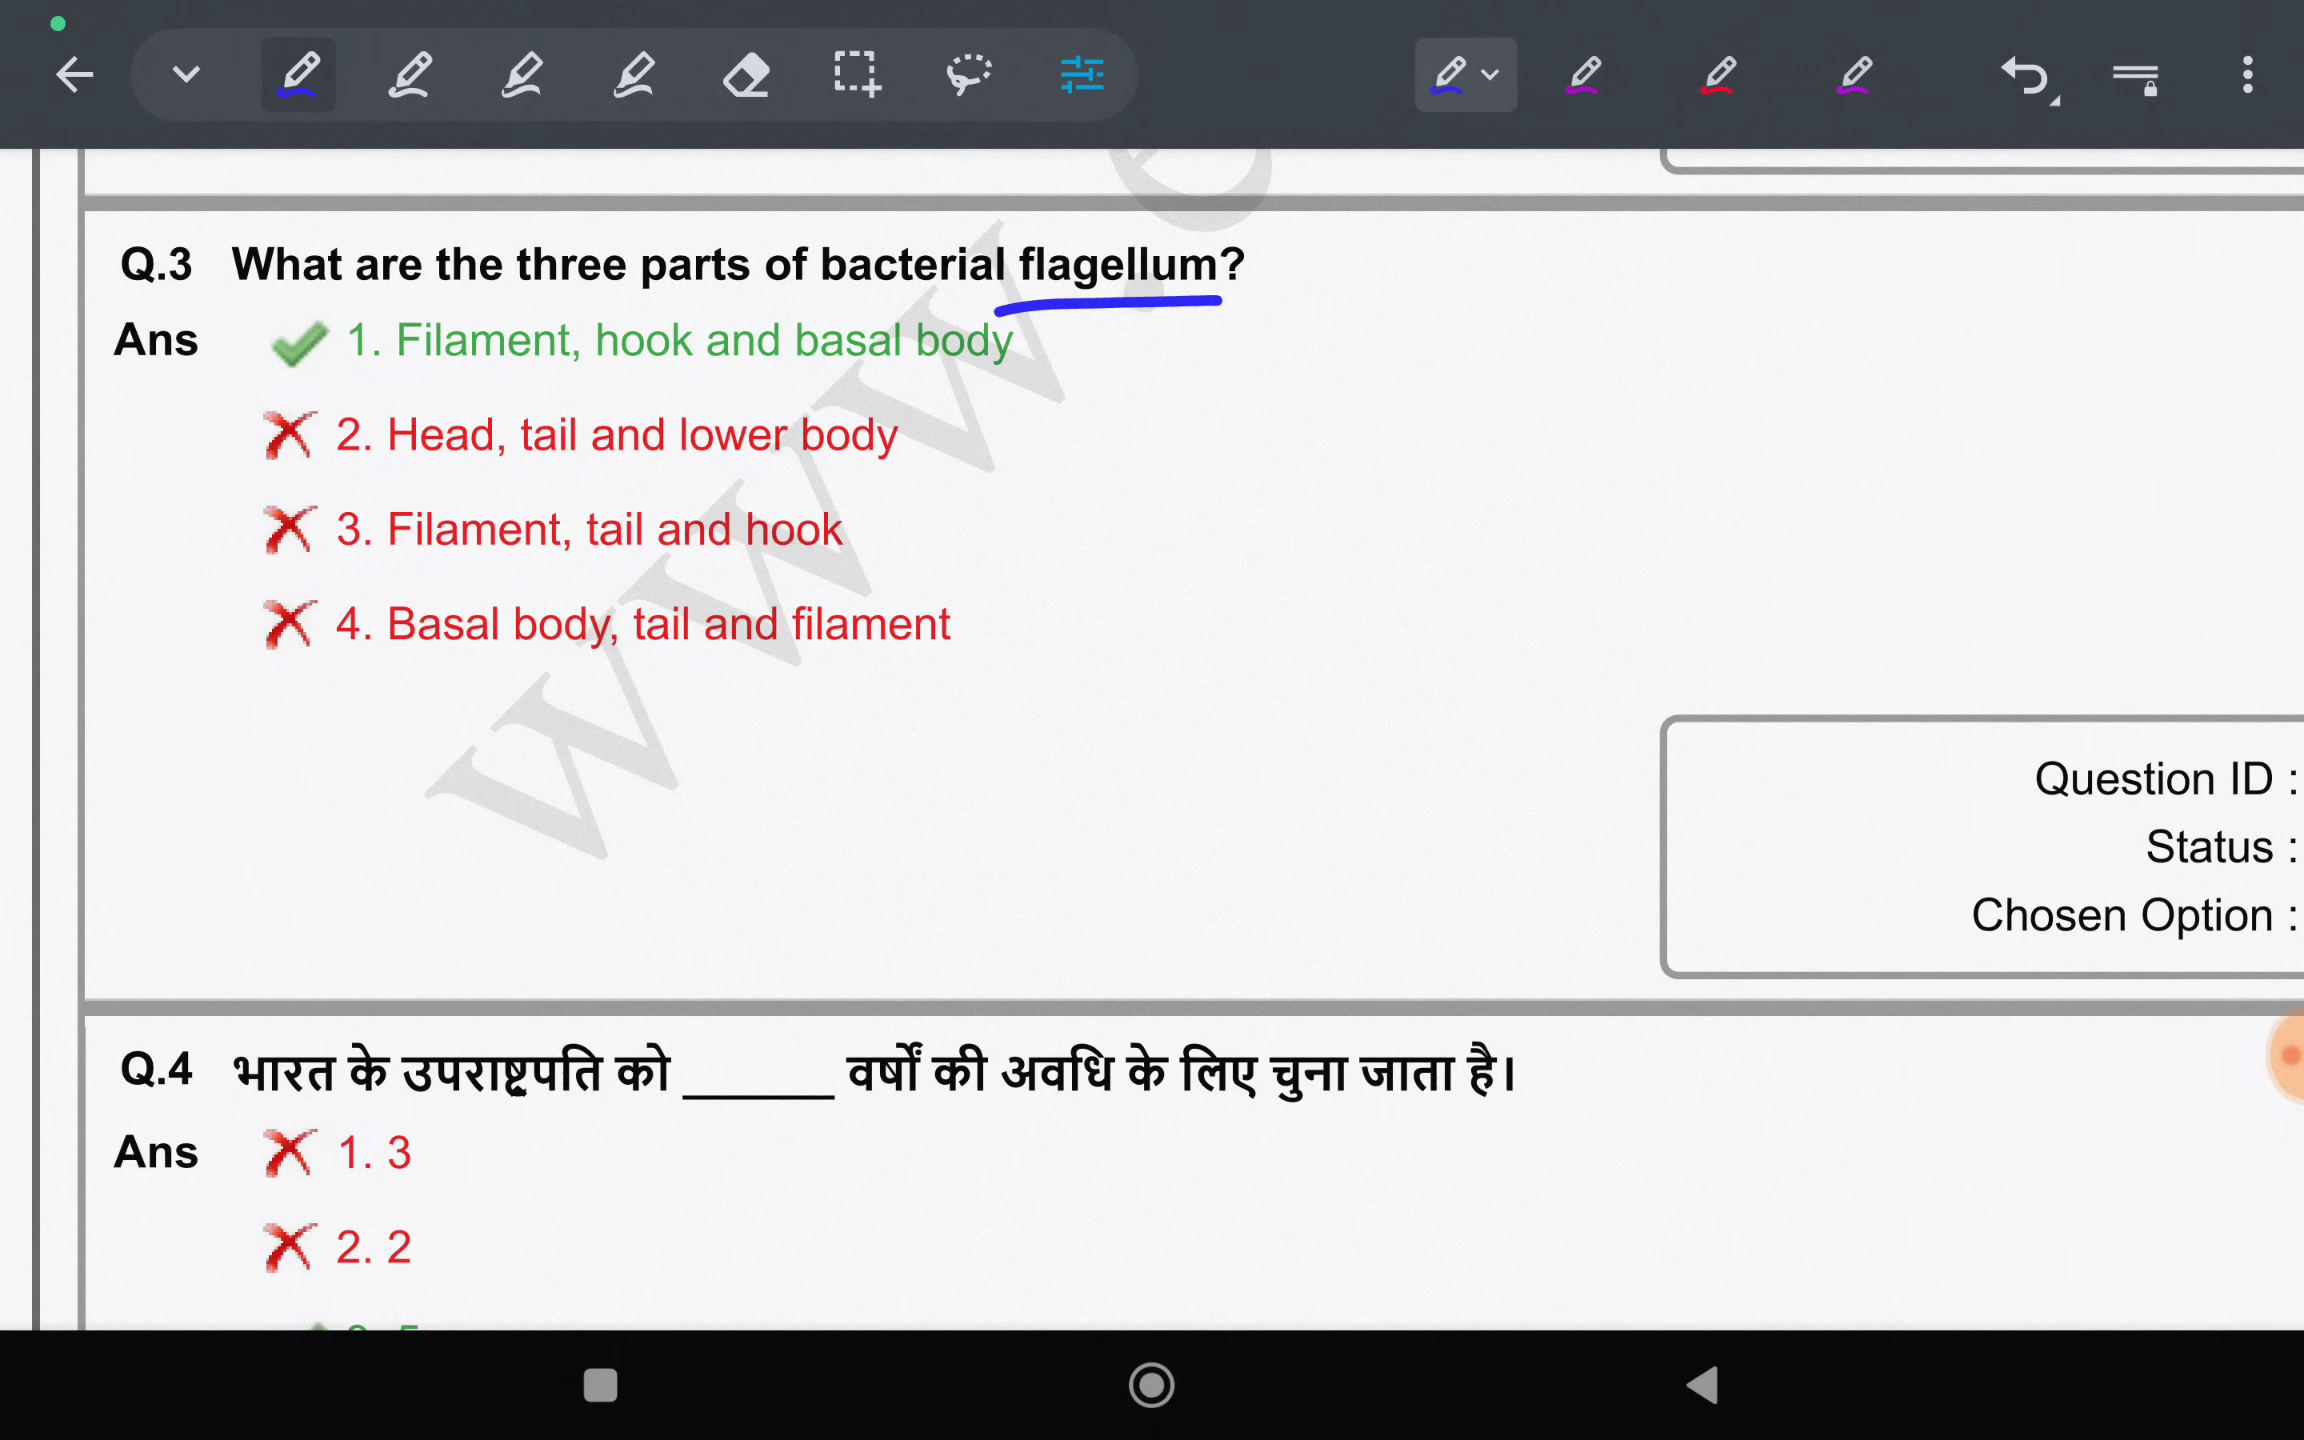 Q.3 What are the three parts of bacterial flagellum?
Ans 1. Filament, hook and basal body
2. Head, tail and lower body
3. Filament, tail and hook
4. Basal body, tail and filament
www.e
Question ID :
Status :
Chosen Option :
Q.4 भारत के उपराष्ट्रपति को ______ वर्षों की अवधि के लिए चुना जाता है।
Ans 1. 3
2. 2